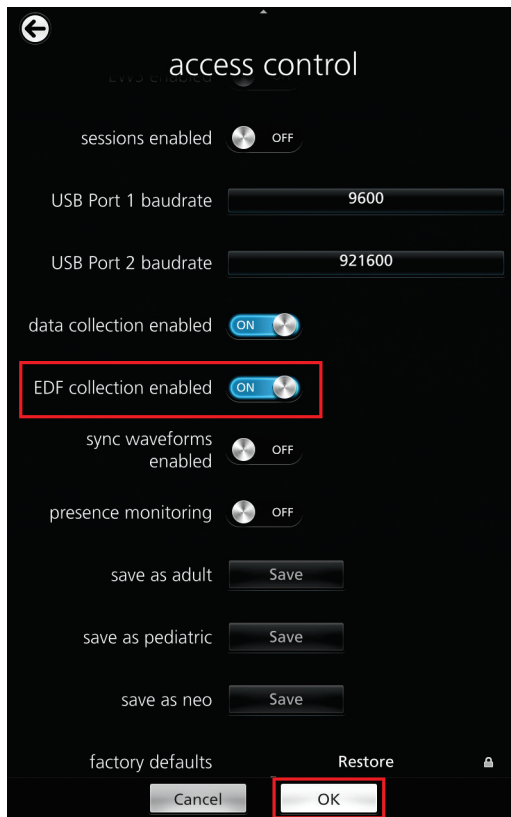 access control
EWS enabled
sessions enabled OFF
USB Port 1 baudrate 9600
USB Port 2 baudrate 921600
data collection enabled ON
EDF collection enabled ON
sync waveforms
enabled OFF
presence monitoring OFF
save as adult Save
save as pediatric Save
save as neo Save
factory defaults Restore
Cancel OK